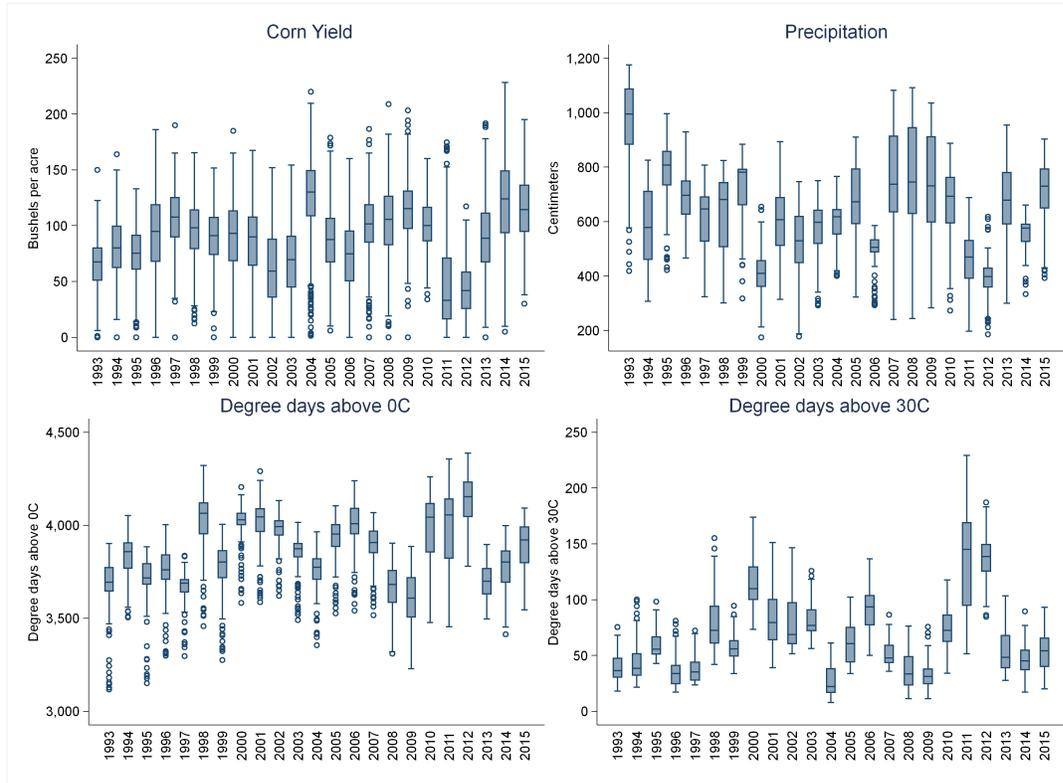 Corn Yield
Bushels per acre
250
200
150
100
50
0
1993 1994 1995 1996 1997 1998 1999 2000 2001 2002 2003 2004 2005 2006 2007 2008 2009 2010 2011 2012 2013 2014 2015
Precipitation
Centimeters
1,200
1,000
800
600
400
200
1993 1994 1995 1996 1997 1998 1999 2000 2001 2002 2003 2004 2005 2006 2007 2008 2009 2010 2011 2012 2013 2014 2015
Degree days above 0C
Degree days above 0C
4,500
4,000
3,500
3,000
1993 1994 1995 1996 1997 1998 1999 2000 2001 2002 2003 2004 2005 2006 2007 2008 2009 2010 2011 2012 2013 2014 2015
Degree days above 30C
Degree days above 30C
250
200
150
100
50
0
1993 1994 1995 1996 1997 1998 1999 2000 2001 2002 2003 2004 2005 2006 2007 2008 2009 2010 2011 2012 2013 2014 2015